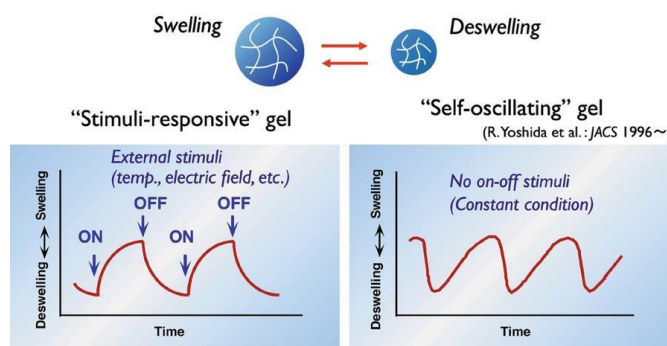 Swelling
Deswelling
“Stimuli-responsive” gel
“Self-oscillating” gel
(R.Yoshida et al. : JACS 1996~
External stimuli
(temp., electric field, etc.)
ON
OFF
ON
OFF
Deswelling ↔ Swelling
Time
No on-off stimuli
(Constant condition)
Deswelling ↔ Swelling
Time